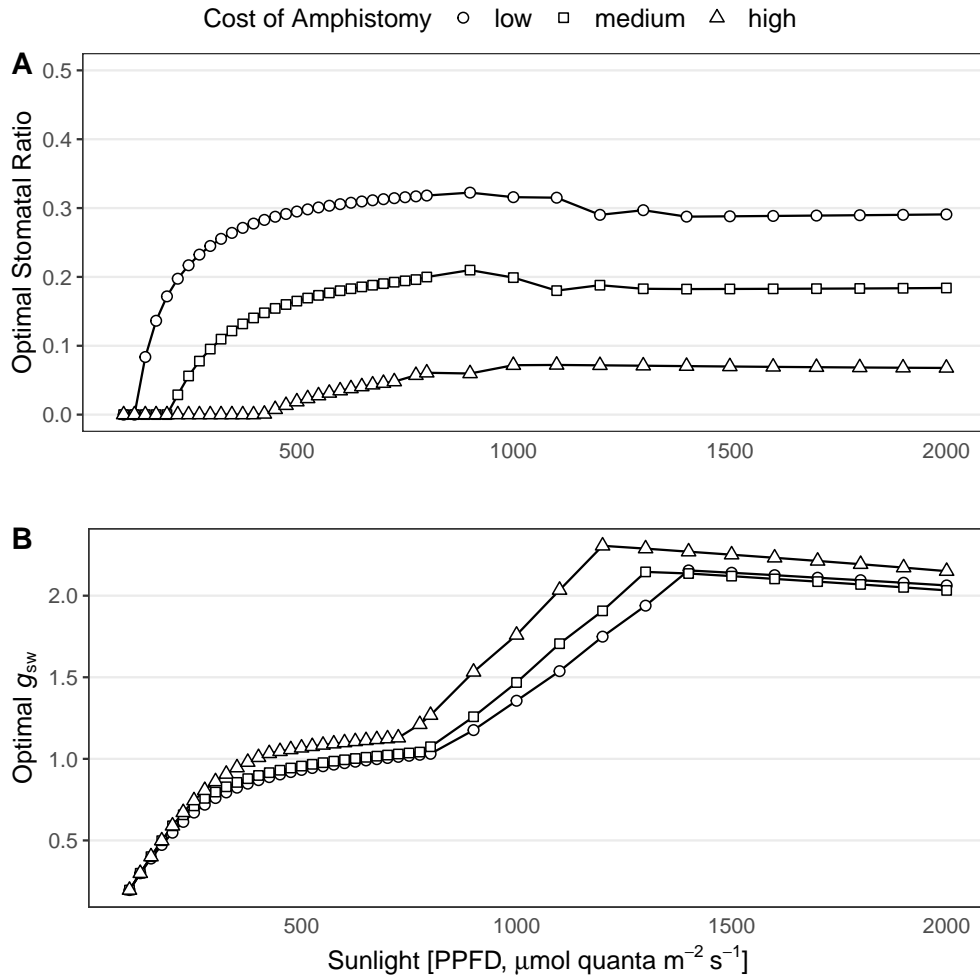 Cost of Amphistomy low medium high
A
Optimal Stomatal Ratio
0.5
0.4
0.3
0.2
0.1
0.0
500 1000 1500 2000
B
Optimal gsw
2.0
1.5
1.0
0.5
500 1000 1500 2000
Sunlight [PPFD, μmol quanta m−2 s−1]